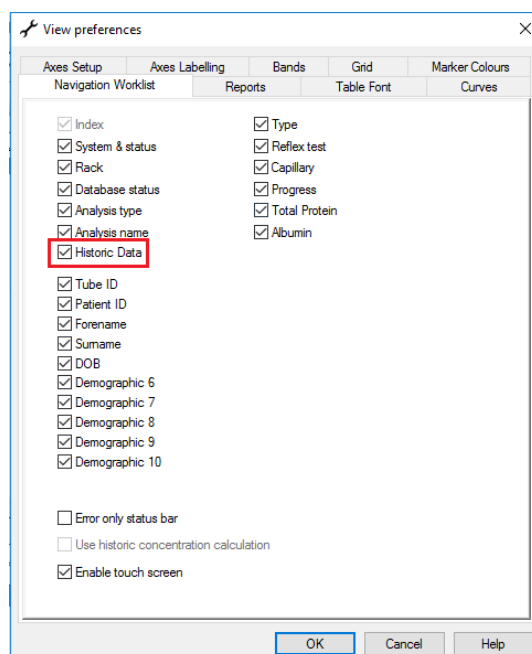 View preferences
Axes Setup Axes Labelling Bands Grid Marker Colours
Navigation Worklist Reports Table Font Curves
Index
System & status
Rack
Database status
Analysis type
Analysis name
Historic Data
Tube ID
Patient ID
Forename
Surname
DOB
Demographic 6
Demographic 7
Demographic 8
Demographic 9
Demographic 10
Type
Reflex test
Capillary
Progress
Total Protein
Albumin
Error only status bar
Use historic concentration calculation
Enable touch screen
OK Cancel Help